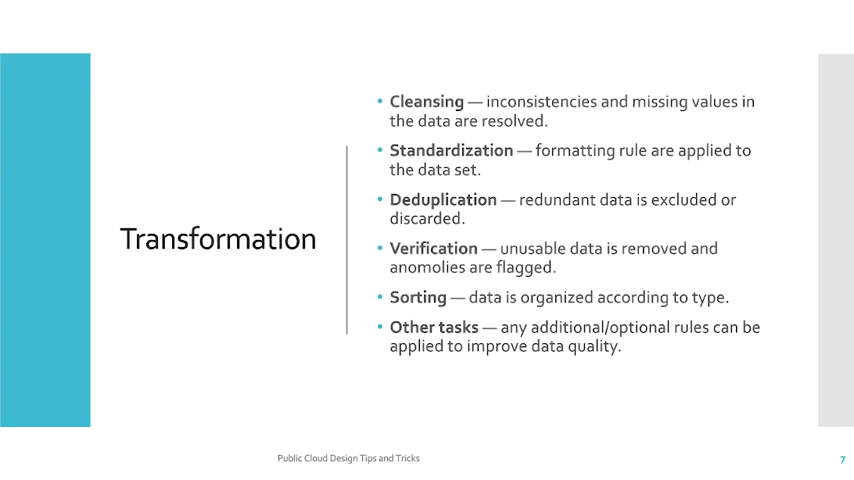 Transformation
• Cleansing — inconsistencies and missing values in
the data are resolved.
• Standardization — formatting rule are applied to
the data set.
• Deduplication — redundant data is excluded or
discarded.
• Verification — unusable data is removed and
anomolies are flagged.
• Sorting — data is organized according to type.
• Other tasks — any additional/optional rules can be
applied to improve data quality.
Public Cloud Design Tips and Tricks
7